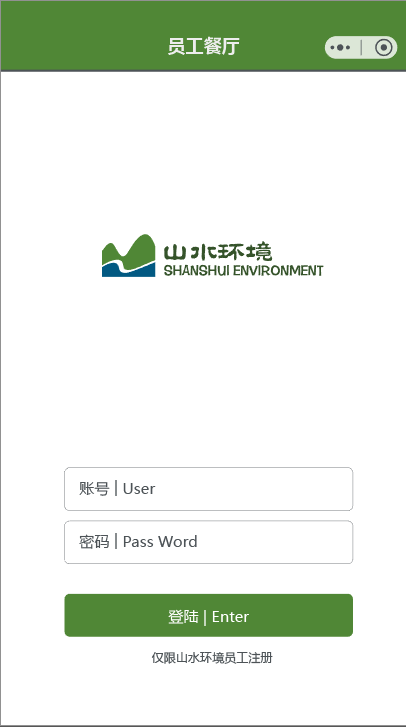 员工餐厅
山水环境
SHANSHUI ENVIRONMENT
账号 | User
密码 | Pass Word
登陆 | Enter
仅限山水环境员工注册